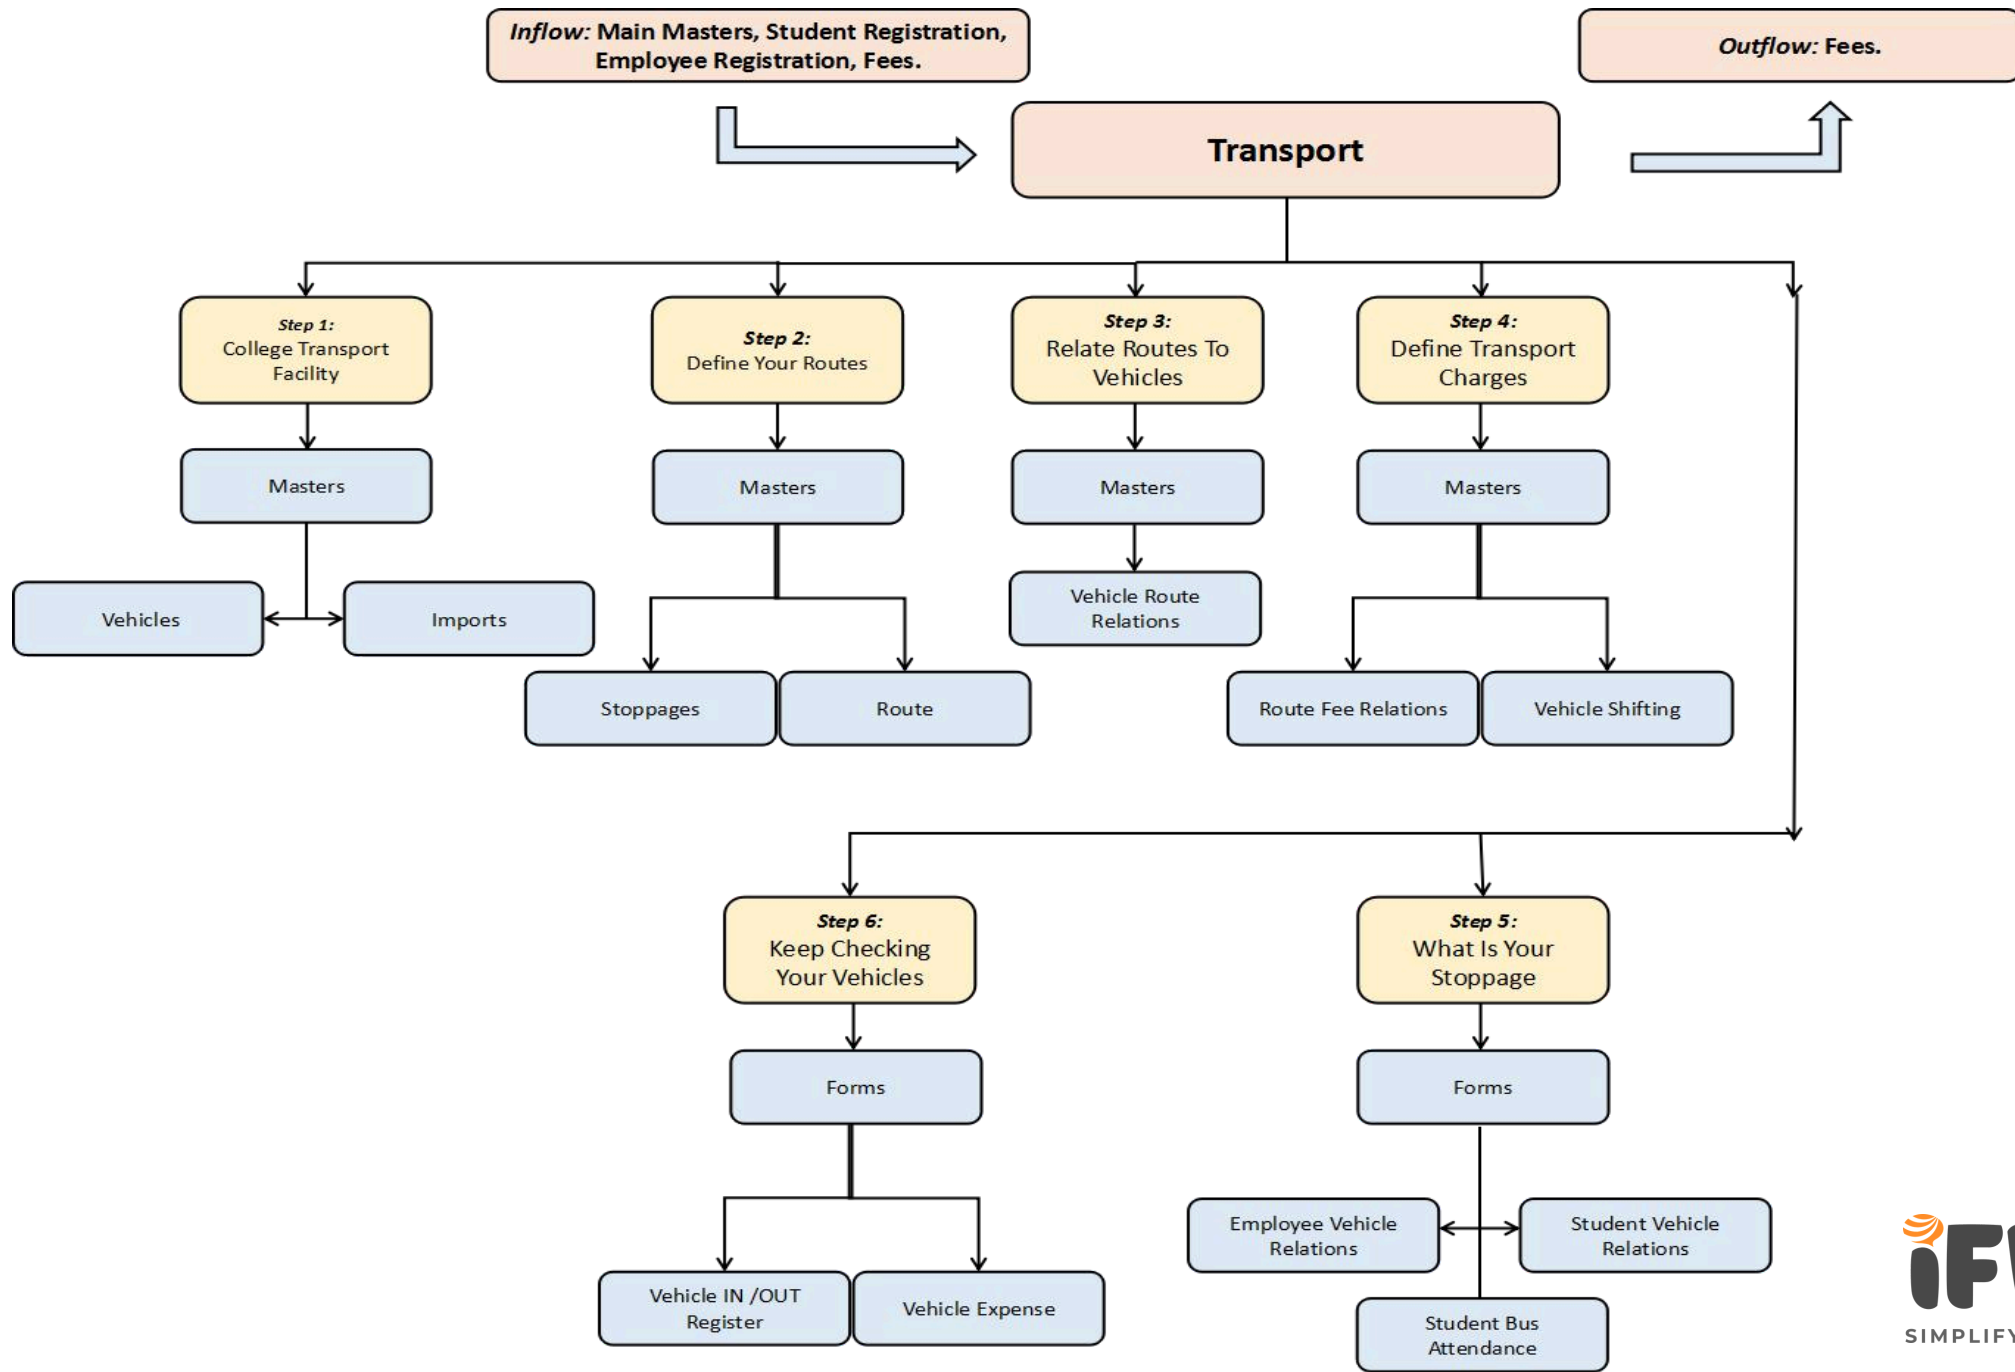 Inflow: Main Masters, Student Registration,
Employee Registration, Fees.
Outflow: Fees.
Transport
Step 1:
College Transport
Facility
Step 2:
Define Your Routes
Step 3:
Relate Routes To
Vehicles
Step 4:
Define Transport
Charges
Masters
Masters
Masters
Masters
Vehicles
Imports
Vehicle Route
Relations
Stoppages
Route
Route Fee Relations
Vehicle Shifting
Step 6:
Keep Checking
Your Vehicles
Step 5:
What Is Your
Stoppage
Forms
Forms
Employee Vehicle
Relations
Student Vehicle
Relations
Vehicle IN /OUT
Register
Vehicle Expense
Student Bus
Attendance
SIMPLIFY